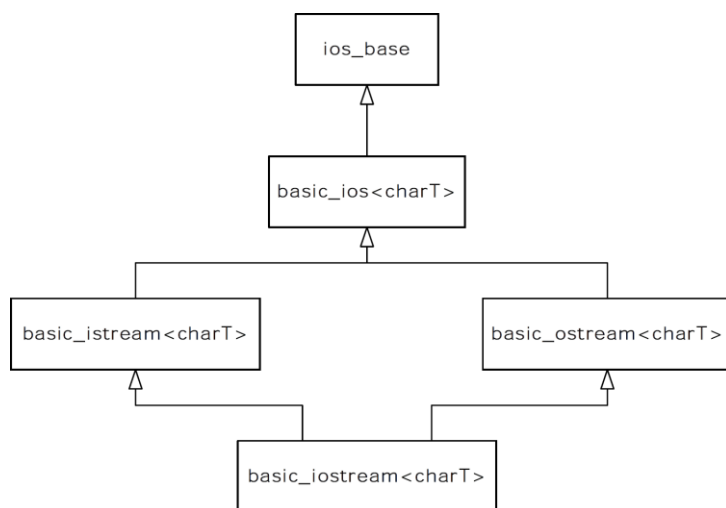 ios_base
basic_ios<charT>
basic_istream<charT>
basic_ostream<charT>
basic_iostream<charT>